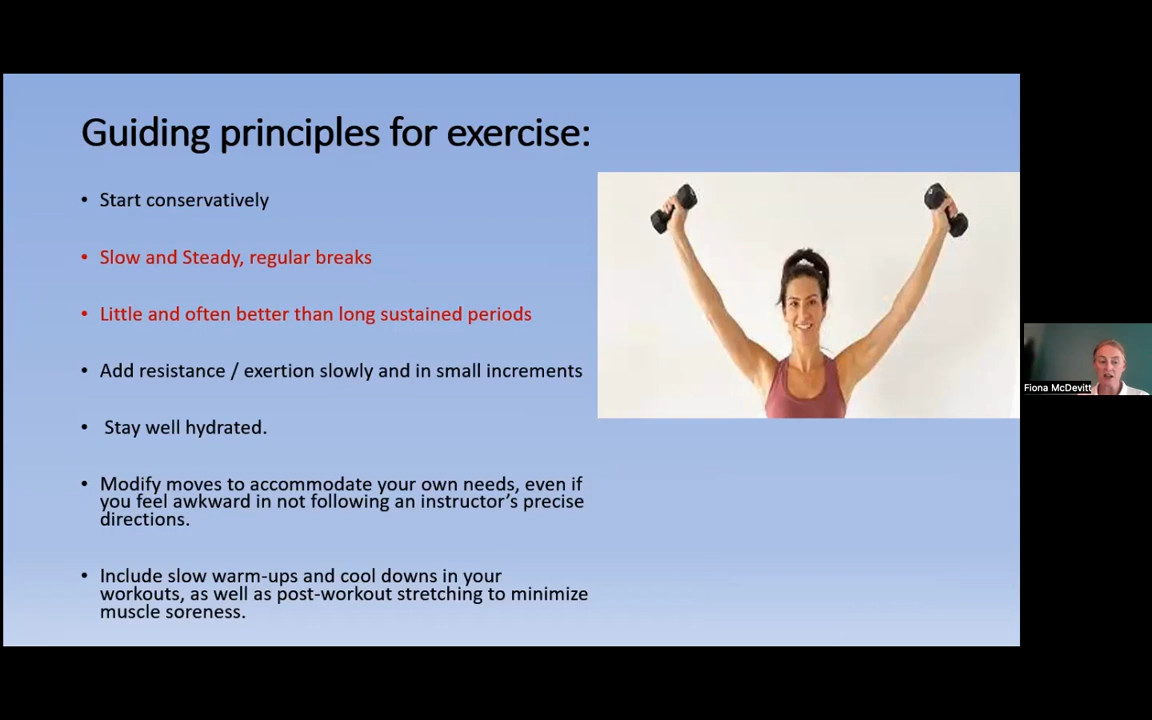 Guiding principles for exercise:
• Start conservatively
• Slow and Steady, regular breaks
• Little and often better than long sustained periods
• Add resistance / exertion slowly and in small increments
• Stay well hydrated.
• Modify moves to accommodate your own needs, even if
you feel awkward in not following an instructor’s precise
directions.
• Include slow warm-ups and cool downs in your
workouts, as well as post-workout stretching to minimize
muscle soreness.
Fiona McDevitt